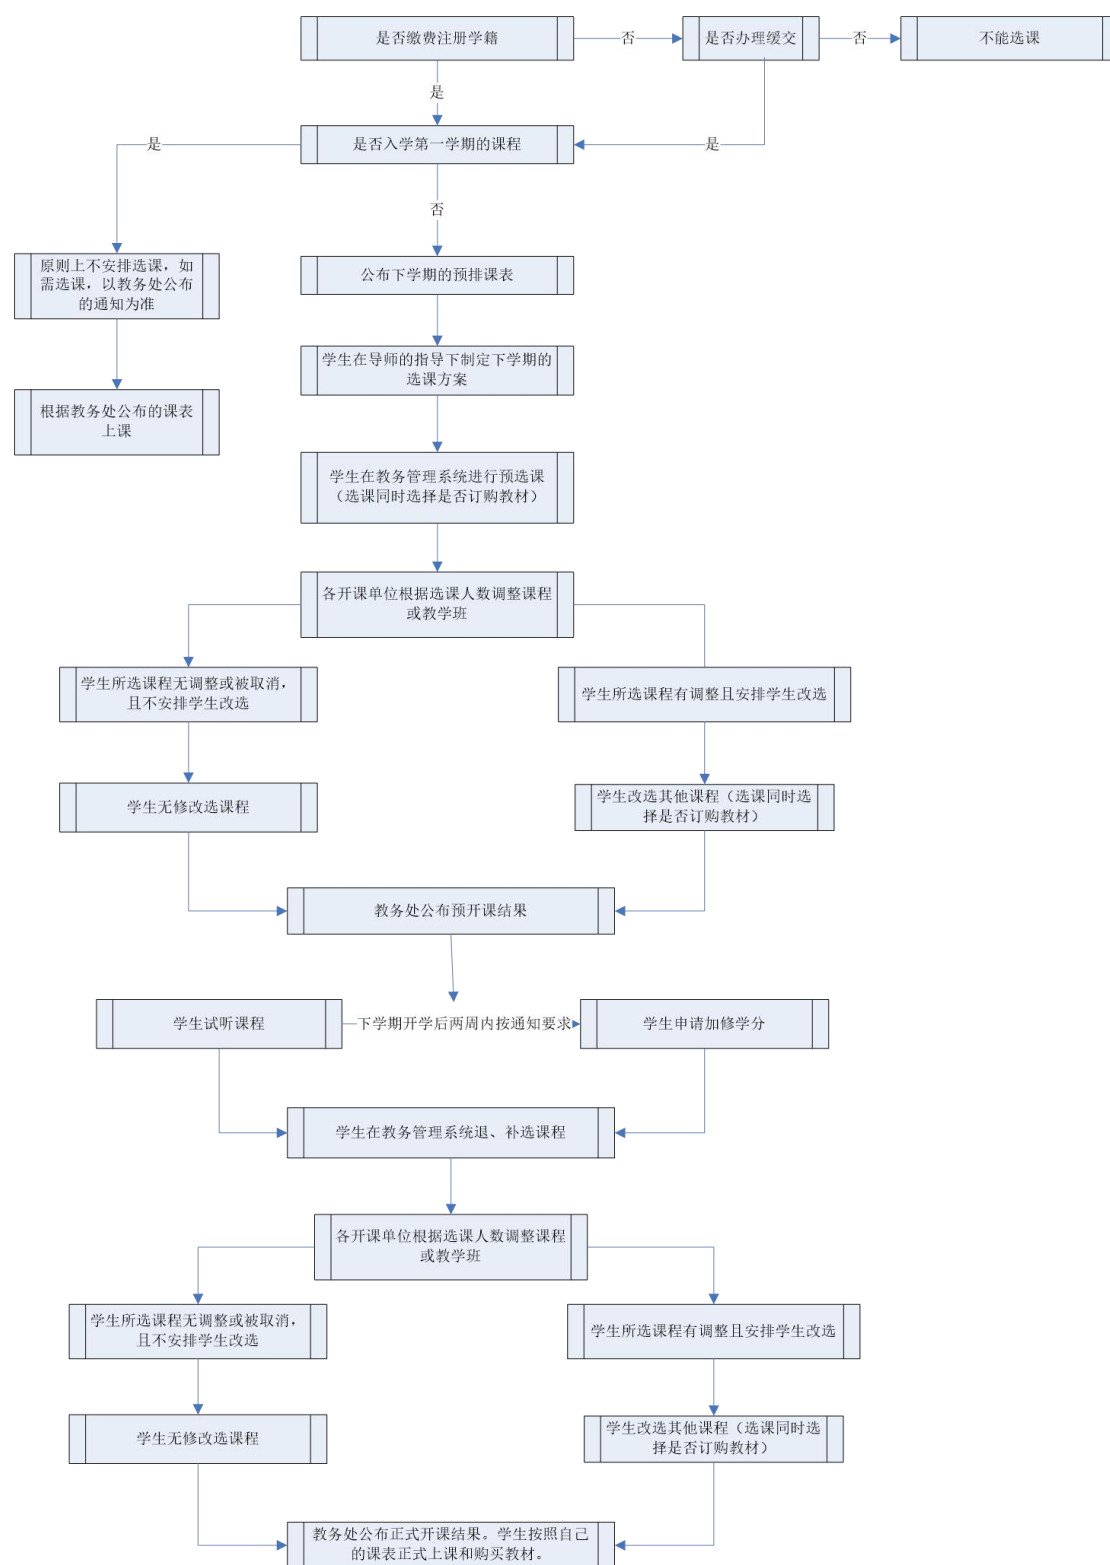 是否缴费注册学籍
否
是否办理缓交
否
不能选课
是
是否入学第一学期的课程
是
是
否
原则上不安排选课，如
需选课，以教务处公布
的通知为准
公布下学期的预排课表
学生在导师的指导下制定下学期的
选课方案
根据教务处公布的课表
上课
学生在教务管理系统进行预选课
（选课同时选择是否订购教材）
各开课单位根据选课人数调整课程
或教学班
学生所选课程无调整或被取消，
且不安排学生改选
学生所选课程有调整且安排学生改选
学生无修改选课程
学生改选其他课程（选课同时选
择是否订购教材）
教务处公布预开课结果
学生试听课程
下学期开学后两周内按通知要求
学生申请加修学分
学生在教务管理系统退、补选课程
各开课单位根据选课人数调整课程
或教学班
学生所选课程无调整或被取消，
且不安排学生改选
学生所选课程有调整且安排学生改选
学生无修改选课程
学生改选其他课程（选课同时选
择是否订购教材）
教务处公布正式开课结果。学生按照自己
的课表正式上课和购买教材。